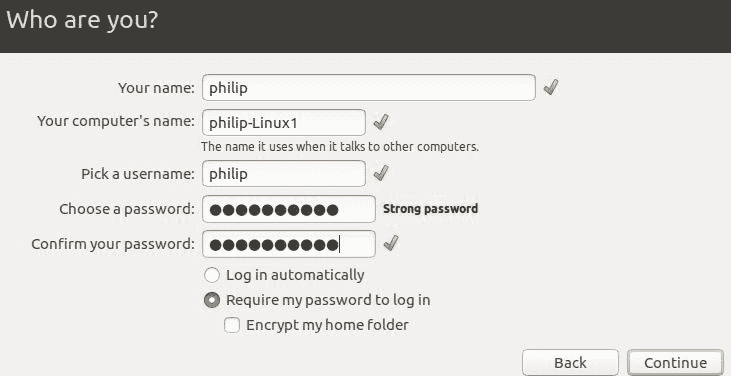 Who are you?
Your name: philip
Your computer's name: philip-Linux1
The name it uses when it talks to other computers.
Pick a username: philip
Choose a password: ●●●●●●●●●● Strong password
Confirm your password: ●●●●●●●●●●
Log in automatically
Require my password to log in
Encrypt my home folder
Back Continue